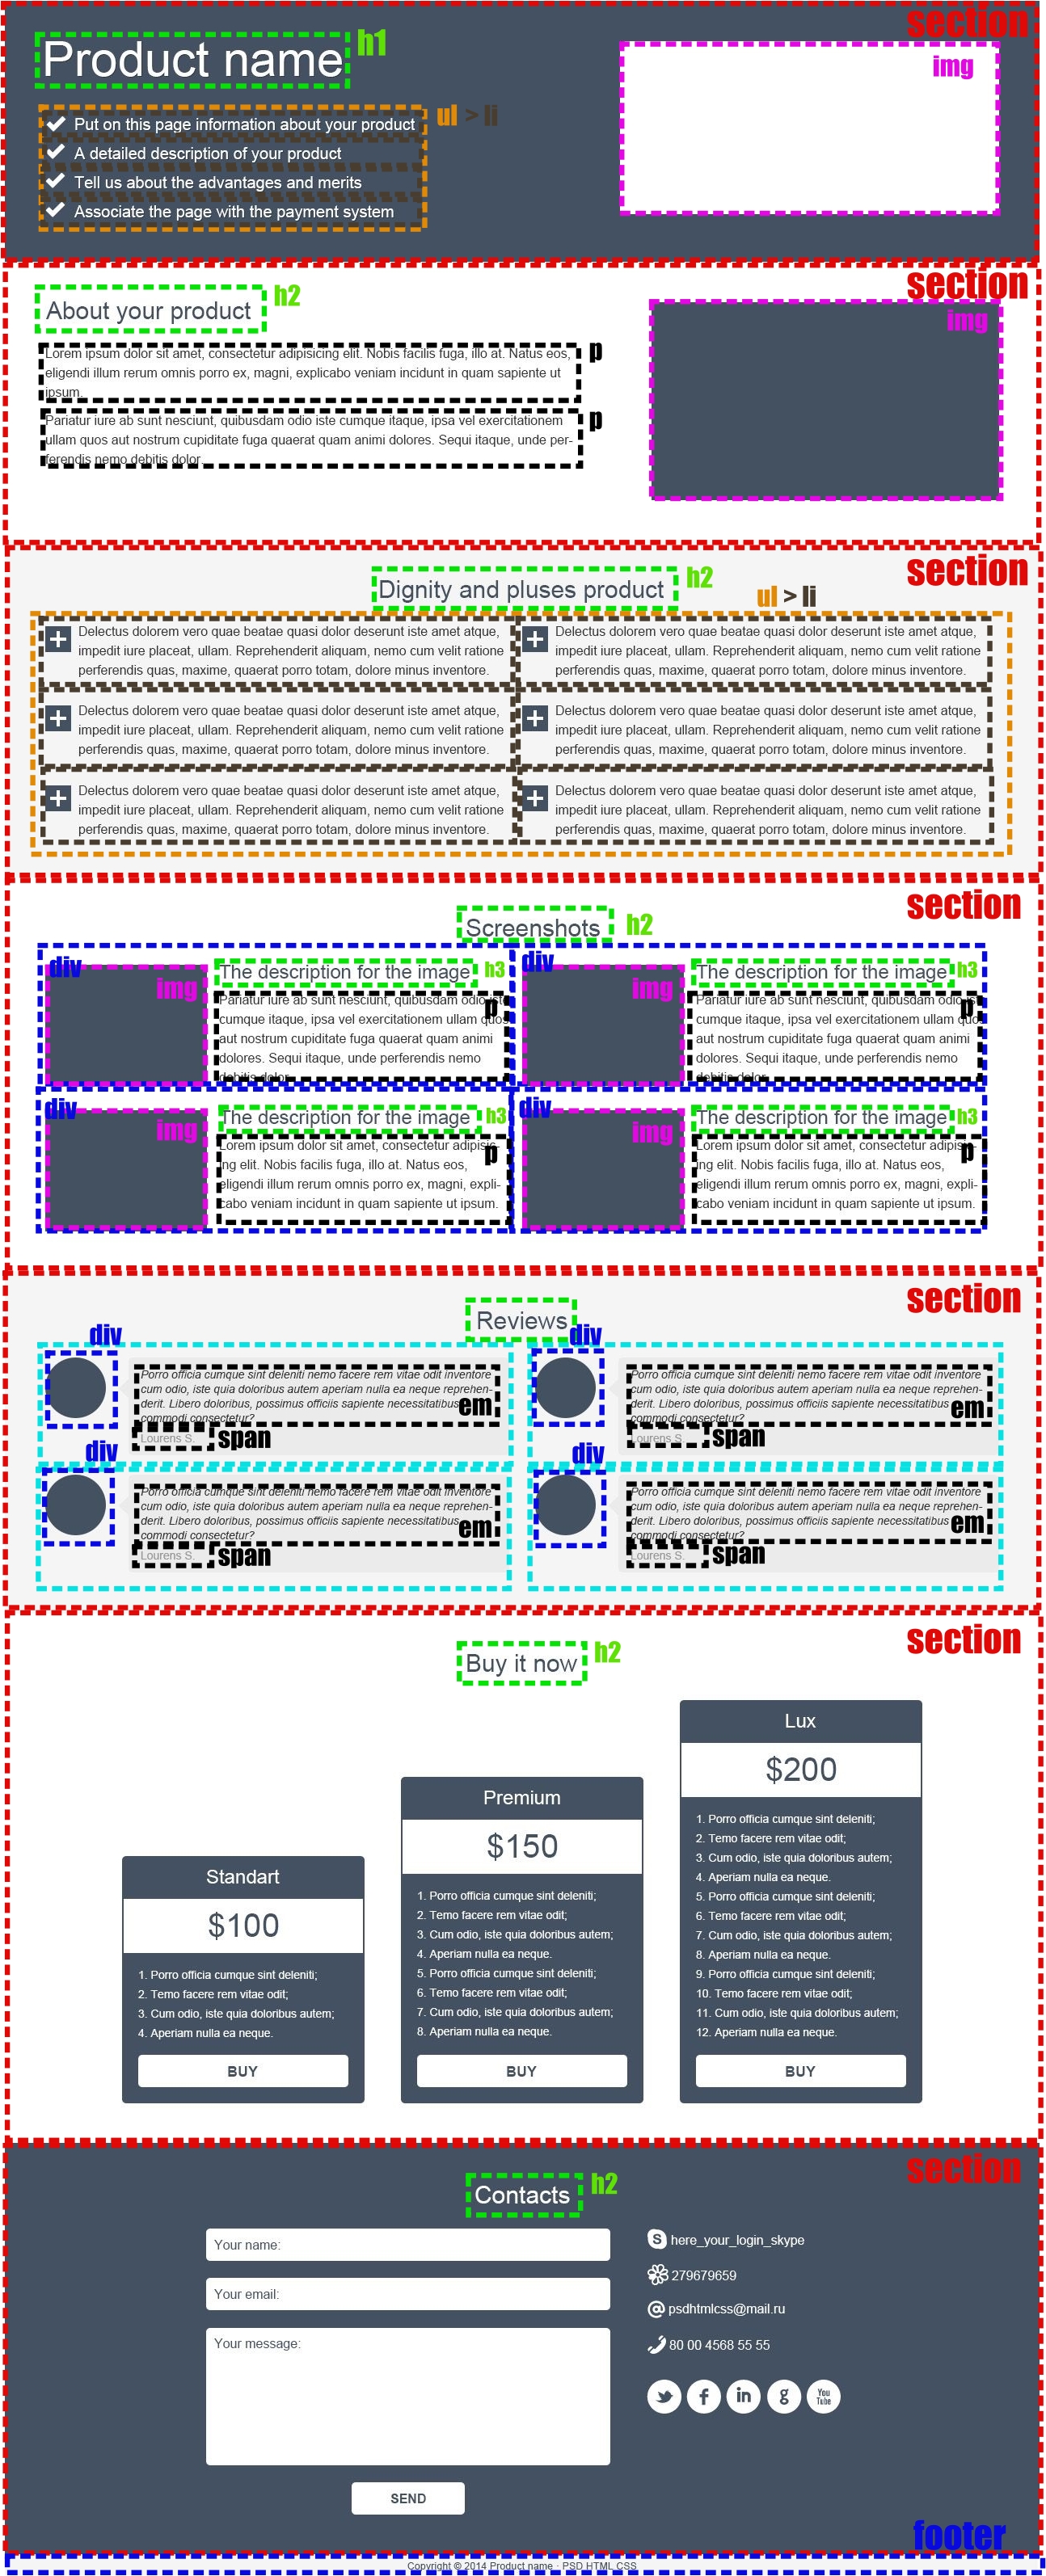 section
Product name h1
img
Put on this page information about your product ul > li
A detailed description of your product
Tell us about the advantages and merits
Associate the page with the payment system
section
About your product h2
img
Lorem ipsum dolor sit amet, consectetur adipisicing elit. Nobis facilis fuga, illo at. Natus eos, p
eligendi illum rerum omnis porro ex, magni, explicabo veniam incidunt in quam sapiente ut
ipsum.
Pariatur iure ab sunt nesciunt, quibusdam odio iste cumque itaque, ipsa vel exercitationem p
ullam quos aut nostrum cupiditate fuga quaerat quam animi dolores. Sequi itaque, unde per-
ferendis nemo debitis dolor.
section
Dignity and pluses product h2
ul > li
Delectus dolorem vero quae beatae quasi dolor deserunt iste amet atque,
impedit iure placeat, ullam. Reprehenderit aliquam, nemo cum velit ratione
perferendis quas, maxime, quaerat porro totam, dolore minus inventore.
Delectus dolorem vero quae beatae quasi dolor deserunt iste amet atque,
impedit iure placeat, ullam. Reprehenderit aliquam, nemo cum velit ratione
perferendis quas, maxime, quaerat porro totam, dolore minus inventore.
Delectus dolorem vero quae beatae quasi dolor deserunt iste amet atque,
impedit iure placeat, ullam. Reprehenderit aliquam, nemo cum velit ratione
perferendis quas, maxime, quaerat porro totam, dolore minus inventore.
Delectus dolorem vero quae beatae quasi dolor deserunt iste amet atque,
impedit iure placeat, ullam. Reprehenderit aliquam, nemo cum velit ratione
perferendis quas, maxime, quaerat porro totam, dolore minus inventore.
Delectus dolorem vero quae beatae quasi dolor deserunt iste amet atque,
impedit iure placeat, ullam. Reprehenderit aliquam, nemo cum velit ratione
perferendis quas, maxime, quaerat porro totam, dolore minus inventore.
Delectus dolorem vero quae beatae quasi dolor deserunt iste amet atque,
impedit iure placeat, ullam. Reprehenderit aliquam, nemo cum velit ratione
perferendis quas, maxime, quaerat porro totam, dolore minus inventore.
section
Screenshots h2
div
img
The description for the image h3
p
Pariatur iure ab sunt nesciunt, quibusdam odio iste
cumque itaque, ipsa vel exercitationem ullam quos
aut nostrum cupiditate fuga quaerat quam animi
dolores. Sequi itaque, unde perferendis nemo
debitis dolor.
div
img
The description for the image h3
p
Pariatur iure ab sunt nesciunt, quibusdam odio iste
cumque itaque, ipsa vel exercitationem ullam quos
aut nostrum cupiditate fuga quaerat quam animi
dolores. Sequi itaque, unde perferendis nemo
debitis dolor.
div
img
The description for the image h3
p
Lorem ipsum dolor sit amet, consectetur adipisic-
ing elit. Nobis facilis fuga, illo at. Natus eos,
eligendi illum rerum omnis porro ex, magni, expli-
cabo veniam incidunt in quam sapiente ut ipsum.
div
img
The description for the image h3
p
Lorem ipsum dolor sit amet, consectetur adipisic-
ing elit. Nobis facilis fuga, illo at. Natus eos,
eligendi illum rerum omnis porro ex, magni, expli-
cabo veniam incidunt in quam sapiente ut ipsum.
section
Reviews
div
Porro officia cumque sint deleniti nemo facere rem vitae odit inventore
cum odio, iste quia doloribus autem aperiam nulla ea neque reprehen-
derit. Libero doloribus, possimus officiis sapiente necessitatibus em
commodi consectetur?
Lourens S. span
div
Porro officia cumque sint deleniti nemo facere rem vitae odit inventore
cum odio, iste quia doloribus autem aperiam nulla ea neque reprehen-
derit. Libero doloribus, possimus officiis sapiente necessitatibus em
commodi consectetur?
Lourens S. span
div
Porro officia cumque sint deleniti nemo facere rem vitae odit inventore
cum odio, iste quia doloribus autem aperiam nulla ea neque reprehen-
derit. Libero doloribus, possimus officiis sapiente necessitatibus em
commodi consectetur?
Lourens S. span
div
Porro officia cumque sint deleniti nemo facere rem vitae odit inventore
cum odio, iste quia doloribus autem aperiam nulla ea neque reprehen-
derit. Libero doloribus, possimus officiis sapiente necessitatibus em
commodi consectetur?
Lourens S. span
section
Buy it now h2
Standart
$100
1. Porro officia cumque sint deleniti;
2. Temo facere rem vitae odit;
3. Cum odio, iste quia doloribus autem;
4. Aperiam nulla ea neque.
BUY
Premium
$150
1. Porro officia cumque sint deleniti;
2. Temo facere rem vitae odit;
3. Cum odio, iste quia doloribus autem;
4. Aperiam nulla ea neque.
5. Porro officia cumque sint deleniti;
6. Temo facere rem vitae odit;
7. Cum odio, iste quia doloribus autem;
8. Aperiam nulla ea neque.
BUY
Lux
$200
1. Porro officia cumque sint deleniti;
2. Temo facere rem vitae odit;
3. Cum odio, iste quia doloribus autem;
4. Aperiam nulla ea neque.
5. Porro officia cumque sint deleniti;
6. Temo facere rem vitae odit;
7. Cum odio, iste quia doloribus autem;
8. Aperiam nulla ea neque.
9. Porro officia cumque sint deleniti;
10. Temo facere rem vitae odit;
11. Cum odio, iste quia doloribus autem;
12. Aperiam nulla ea neque.
BUY
section
Contacts h2
Your name:
Your email:
Your message:
SEND
here_your_login_skype
279679659
psdhtmlcss@mail.ru
80 00 4568 55 55
f
in
g
You
Tube
footer
Copyright © 2014 Product name · PSD HTML CSS